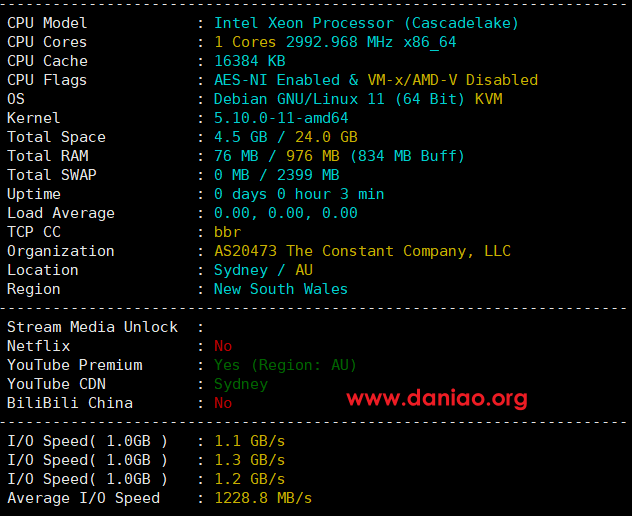 CPU Model : Intel Xeon Processor (Cascadelake)
CPU Cores : 1 Cores 2992.968 MHz x86_64
CPU Cache : 16384 KB
CPU Flags : AES-NI Enabled & VM-x/AMD-V Disabled
OS : Debian GNU/Linux 11 (64 Bit) KVM
Kernel : 5.10.0-11-amd64
Total Space : 4.5 GB / 24.0 GB
Total RAM : 76 MB / 976 MB (834 MB Buff)
Total SWAP : 0 MB / 2399 MB
Uptime : 0 days 0 hour 3 min
Load Average : 0.00, 0.00, 0.00
TCP CC : bbr
Organization : AS20473 The Constant Company, LLC
Location : Sydney / AU
Region : New South Wales
Stream Media Unlock :
Netflix : No
YouTube Premium : Yes (Region: AU)
YouTube CDN : Sydney
BiliBili China : No
www.daniao.org
I/O Speed( 1.0GB ) : 1.1 GB/s
I/O Speed( 1.0GB ) : 1.3 GB/s
I/O Speed( 1.0GB ) : 1.2 GB/s
Average I/O Speed : 1228.8 MB/s